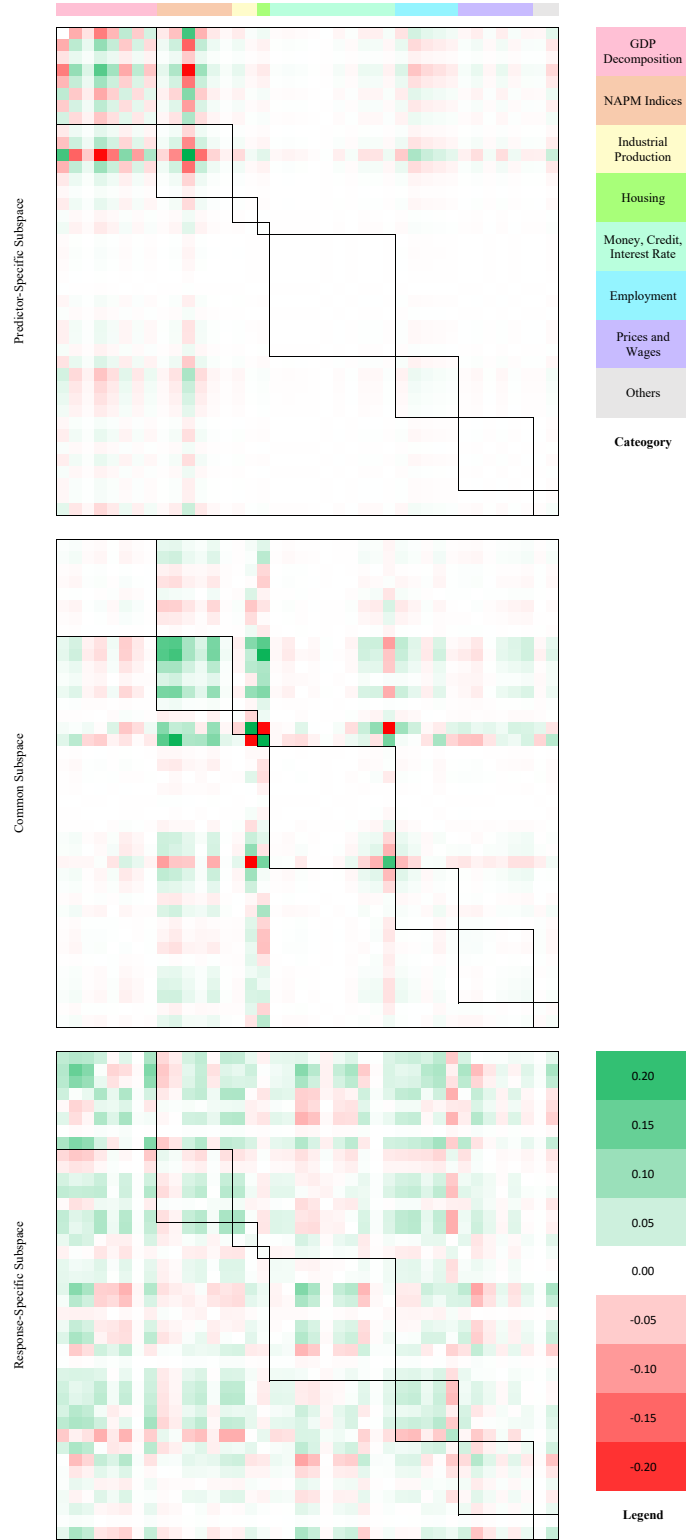 Predictor-Specific Subspace
GDP
Decomposition
NAPM Indices
Industrial
Production
Housing
Money, Credit,
Interest Rate
Employment
Prices and
Wages
Others
Cateogory
Common Subspace
Response-Specific Subspace
0.20
0.15
0.10
0.05
0.00
-0.05
-0.10
-0.15
-0.20
Legend